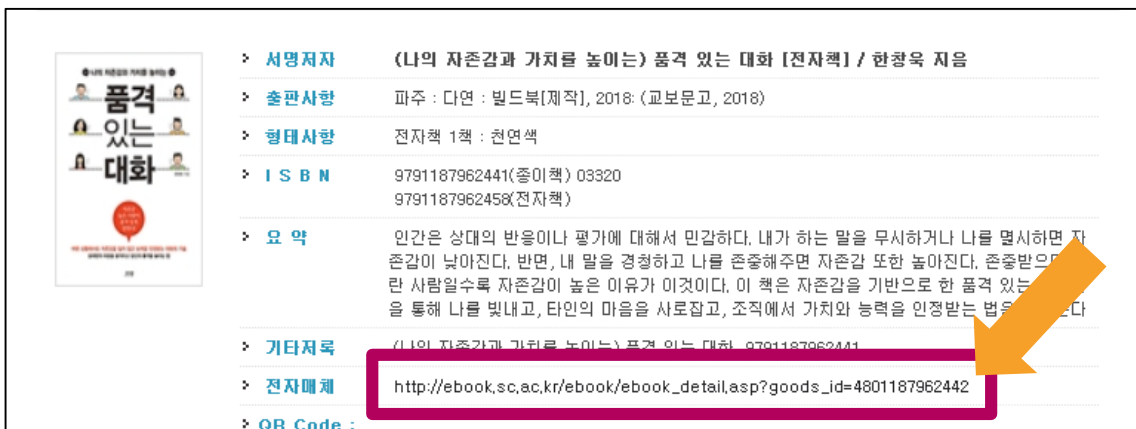 나의 자존감과 가치를 높이는
품격
있는
대화
서명저자 (나의 자존감과 가치를 높이는) 품격 있는 대화 [전자책] / 한창욱 지음
출판사항 파주 : 다연 : 빌드북[제작], 2018: (교보문고, 2018)
형태사항 전자책 1책 : 천연색
I S B N 9791187962441(종이책) 03320
9791187962458(전자책)
요 약 인간은 상대의 반응이나 평가에 대해서 민감하다. 내가 하는 말을 무시하거나 나를 멸시하면 자
존감이 낮아진다. 반면, 내 말을 경청하고 나를 존중해주면 자존감 또한 높아진다. 존중받으며
란 사람일수록 자존감이 높은 이유가 이것이다. 이 책은 자존감을 기반으로 한 품격 있는
을 통해 나를 빛내고, 타인의 마음을 사로잡고, 조직에서 가치와 능력을 인정받는 법을
기타저록 (나의 자존감과 가치를 높이는) 품격 있는 대화, 9791187962441
전자매체 http://ebook.sc.ac.kr/ebook/ebook_detail.asp?goods_id=4801187962442
QR Code :